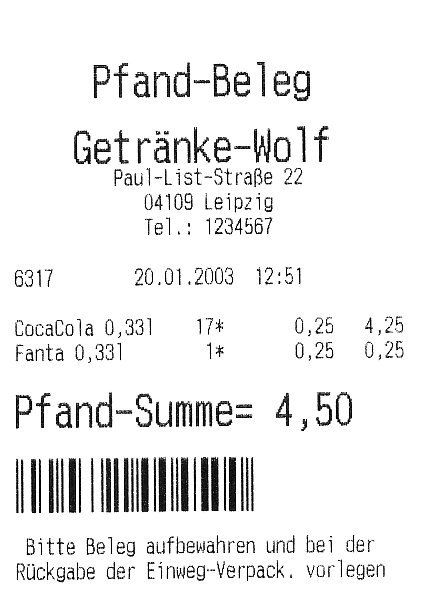 Pfand-Beleg
Getränke-Wolf
Paul-List-Straße 22
04109 Leipzig
Tel.: 1234567
6317 20.01.2003 12:51
CocaCola 0,33l 17* 0,25 4,25
Fanta 0,33l 1* 0,25 0,25
Pfand-Summe= 4,50
Bitte Beleg aufbewahren und bei der
Rückgabe der Einweg-Verpack. vorlegen